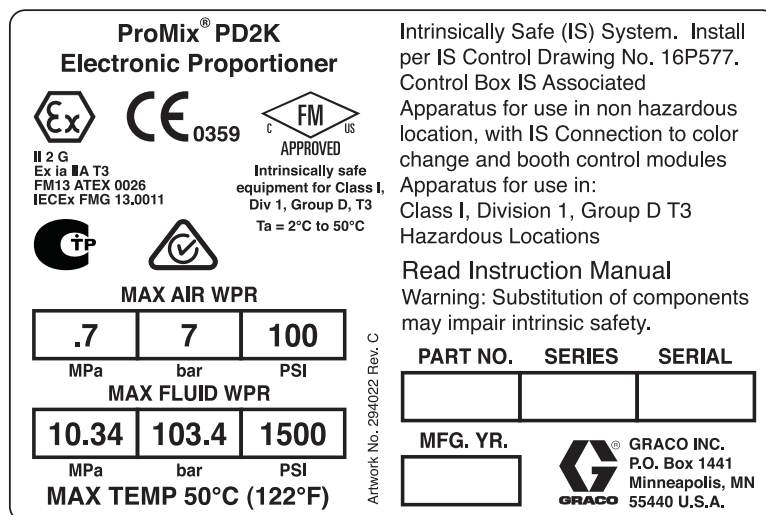 ProMix® PD2K
Electronic Proportioner
Ex
CE 0359
C FM US
APPROVED
II 2 G
Ex ia IIA T3
FM13 ATEX 0026
IECEx FMG 13.0011
Intrinsically safe
equipment for Class I,
Div 1, Group D, T3
Ta = 2°C to 50°C
MAX AIR WPR
.7 7 100
MPa bar PSI
MAX FLUID WPR
10.34 103.4 1500
MPa bar PSI
MAX TEMP 50°C (122°F)
Artwork No. 294022 Rev. C
Intrinsically Safe (IS) System. Install
per IS Control Drawing No. 16P577.
Control Box IS Associated
Apparatus for use in non hazardous
location, with IS Connection to color
change and booth control modules
Apparatus for use in:
Class I, Division 1, Group D T3
Hazardous Locations
Read Instruction Manual
Warning: Substitution of components
may impair intrinsic safety.
PART NO. SERIES SERIAL
MFG. YR.
G®
GRACO
GRACO INC.
P.O. Box 1441
Minneapolis, MN
55440 U.S.A.